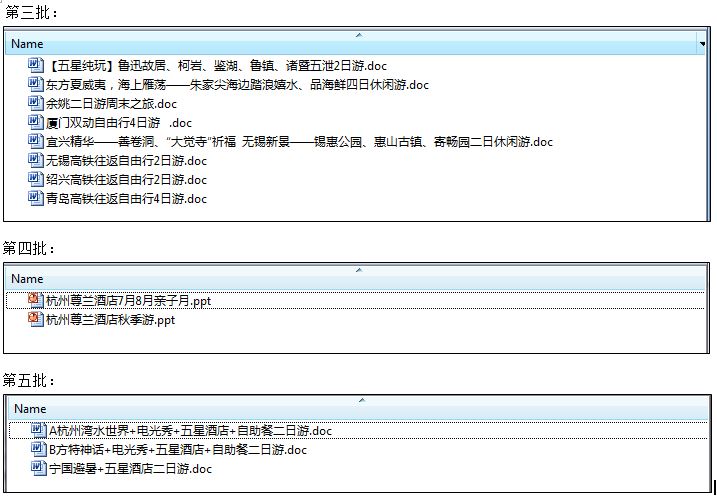 第三批：
Name
【五星纯玩】鲁迅故居、柯岩、鉴湖、鲁镇、诸暨五泄2日游.doc
东方夏威夷，海上雁荡——朱家尖海边踏浪嬉水、品海鲜四日休闲游.doc
余姚二日游周末之旅.doc
厦门双动自由行4日游 .doc
宜兴精华——善卷洞、“大觉寺”祈福 无锡新景——锡惠公园、惠山古镇、寄畅园二日休闲游.doc
无锡高铁往返自由行2日游.doc
绍兴高铁往返自由行2日游.doc
青岛高铁往返自由行4日游.doc
第四批：
Name
杭州尊兰酒店7月8月亲子月.ppt
杭州尊兰酒店秋季游.ppt
第五批：
Name
A杭州湾水世界+电光秀+五星酒店+自助餐二日游.doc
B方特神话+电光秀+五星酒店+自助餐二日游.doc
宁国避暑+五星酒店二日游.doc